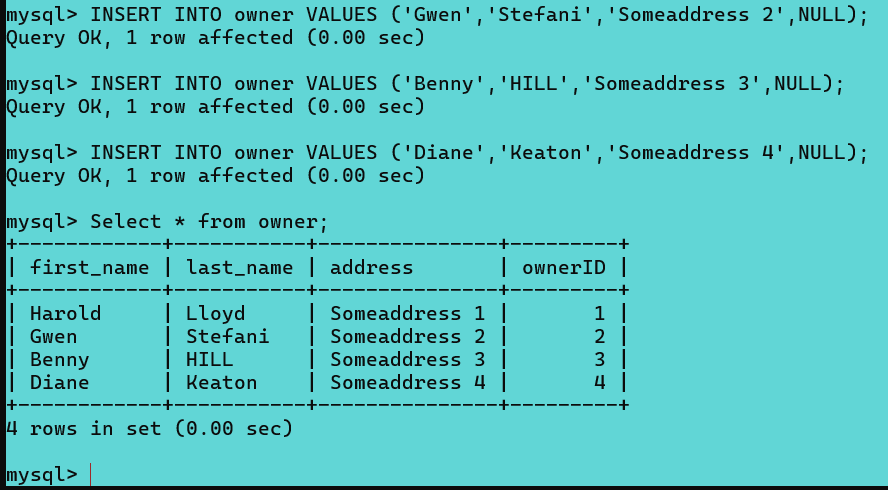 mysql> INSERT INTO owner VALUES ('Gwen','Stefani','Someaddress 2',NULL);
Query OK, 1 row affected (0.00 sec)

mysql> INSERT INTO owner VALUES ('Benny','HILL','Someaddress 3',NULL);
Query OK, 1 row affected (0.00 sec)

mysql> INSERT INTO owner VALUES ('Diane','Keaton','Someaddress 4',NULL);
Query OK, 1 row affected (0.00 sec)

mysql> Select * from owner;
+------------+-----------+---------------+---------+
| first_name | last_name | address       | ownerID |
+------------+-----------+---------------+---------+
| Harold     | Lloyd     | Someaddress 1 |       1 |
| Gwen       | Stefani   | Someaddress 2 |       2 |
| Benny      | HILL      | Someaddress 3 |       3 |
| Diane      | Keaton    | Someaddress 4 |       4 |
+------------+-----------+---------------+---------+
4 rows in set (0.00 sec)

mysql>